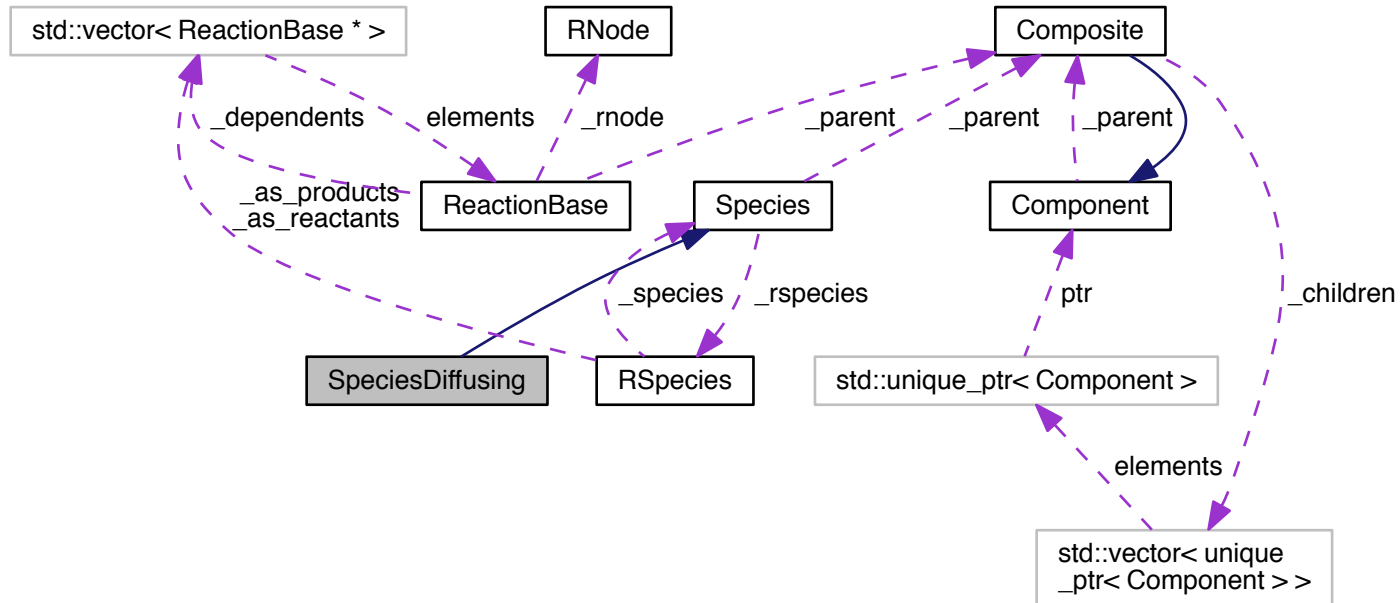 std::vector< ReactionBase * >
RNode
Composite
_dependents
elements
_rnode
_parent
_parent
_parent
_as_products
_as_reactants
ReactionBase
Species
Component
_species
_rspecies
ptr
_children
SpeciesDiffusing
RSpecies
std::unique_ptr< Component >
elements
std::vector< unique
_ptr< Component > >